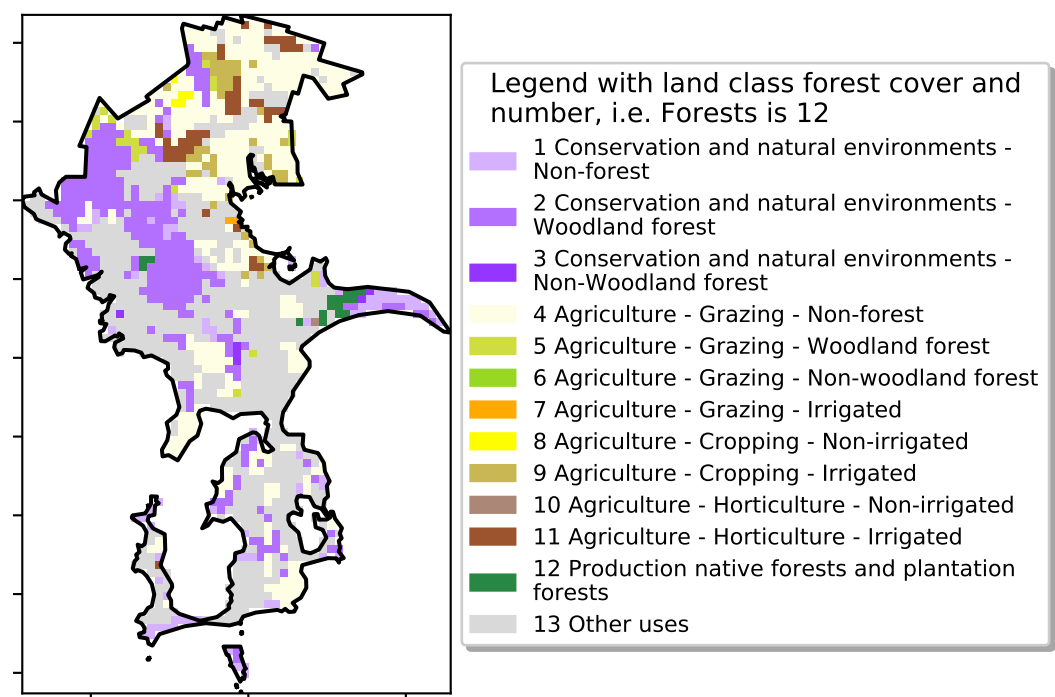 Legend with land class forest cover and
number, i.e. Forests is 12
1 Conservation and natural environments -
Non-forest
2 Conservation and natural environments -
Woodland forest
3 Conservation and natural environments -
Non-Woodland forest
4 Agriculture - Grazing - Non-forest
5 Agriculture - Grazing - Woodland forest
6 Agriculture - Grazing - Non-woodland forest
7 Agriculture - Grazing - Irrigated
8 Agriculture - Cropping - Non-irrigated
9 Agriculture - Cropping - Irrigated
10 Agriculture - Horticulture - Non-irrigated
11 Agriculture - Horticulture - Irrigated
12 Production native forests and plantation
forests
13 Other uses